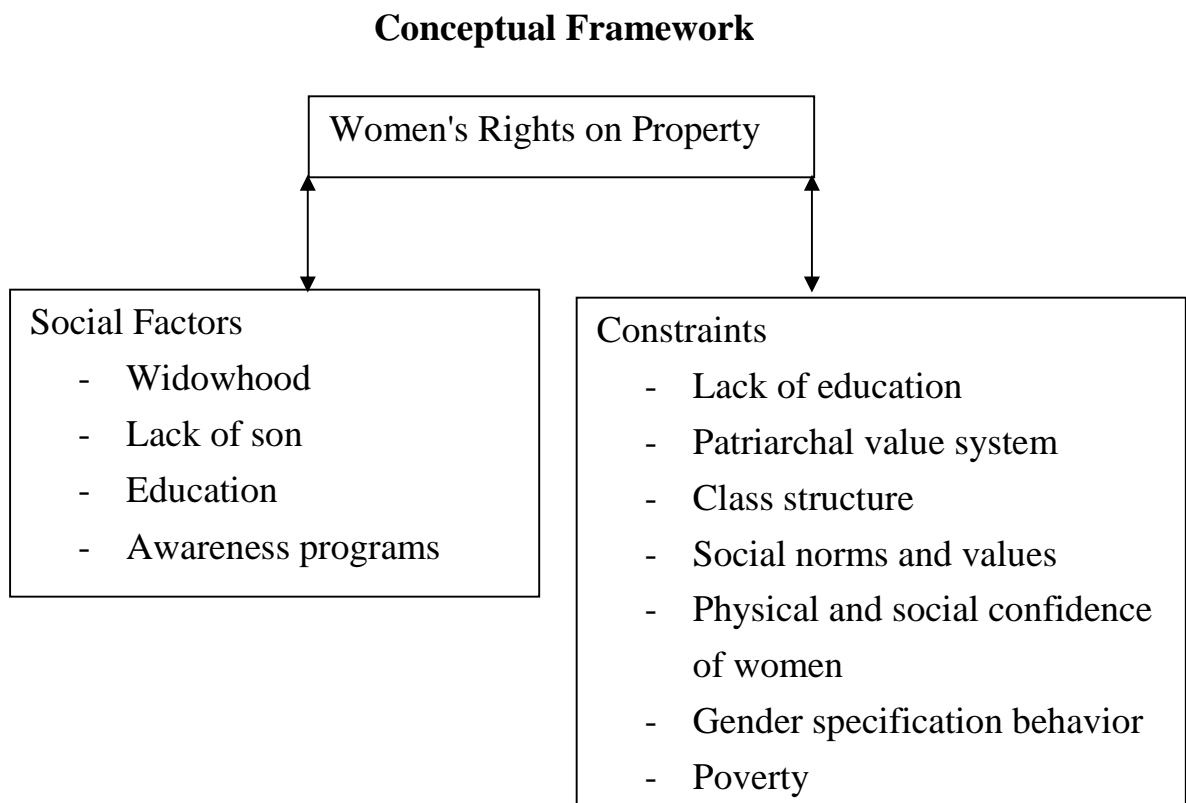 Conceptual Framework
Women's Rights on Property
Social Factors
- Widowhood
- Lack of son
- Education
- Awareness programs
Constraints
- Lack of education
- Patriarchal value system
- Class structure
- Social norms and values
- Physical and social confidence
of women
- Gender specification behavior
- Poverty